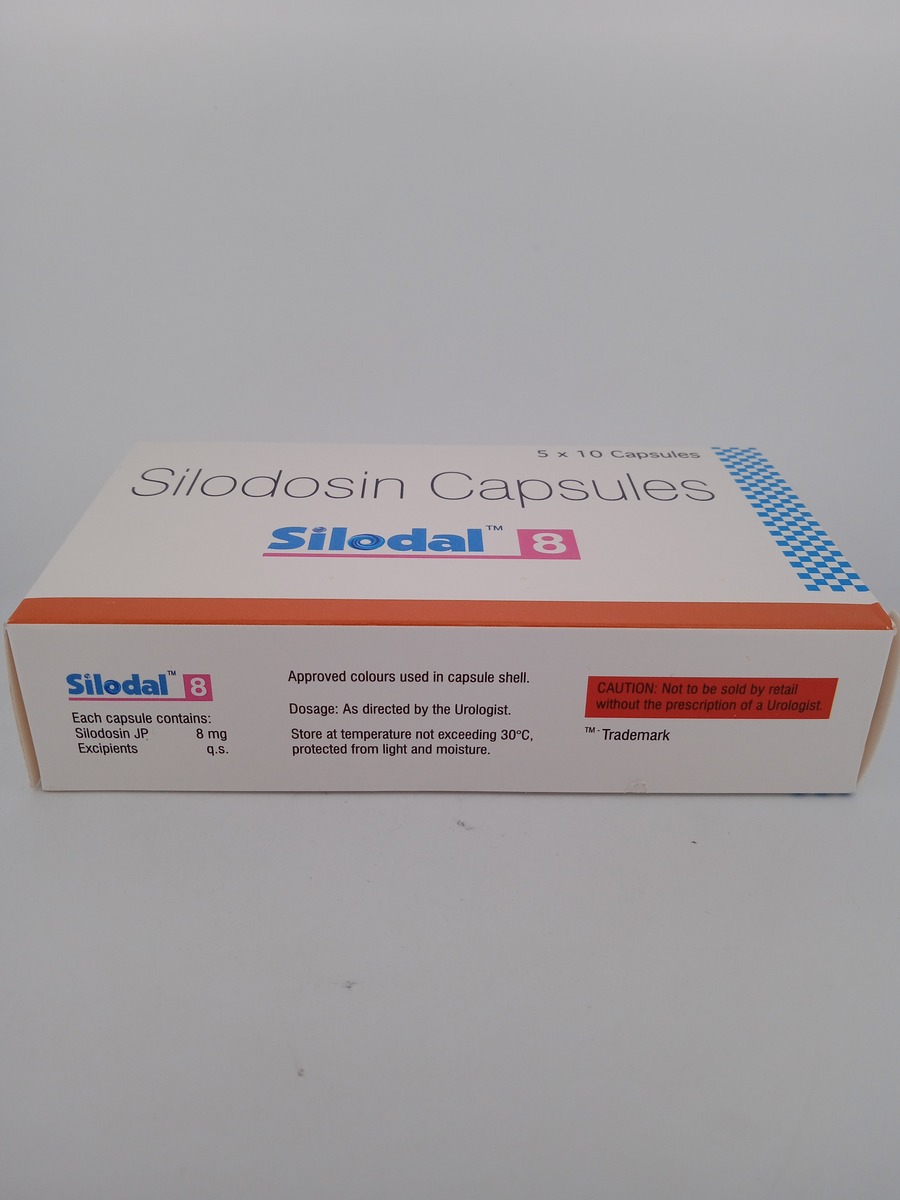 5 x 10 Capsules
Silodosin Capsules
Silodal™ 8
Silodal™ 8
Each capsule contains:
Silodosin JP 8 mg
Excipients q.s.
Approved colours used in capsule shell.
Dosage: As directed by the Urologist.
Store at temperature not exceeding 30°C,
protected from light and moisture.
CAUTION: Not to be sold by retail
without the prescription of a Urologist.
™ - Trademark